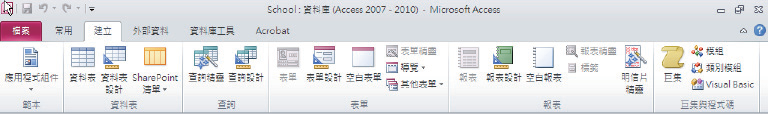 School : 資料庫 (Access 2007 - 2010) - Microsoft Access
檔案 常用 建立 外部資料 資料庫工具 Acrobat
應用程式組件
範本
資料表
資料表設計
SharePoint 清單
資料表
查詢精靈
查詢設計
查詢
表單
表單設計
空白表單
表單精靈
導覽
其他表單
表單
報表
報表設計
空白報表
報表精靈
標籤
明信片精靈
報表
巨集
模組
類別模組
Visual Basic
巨集與程式碼